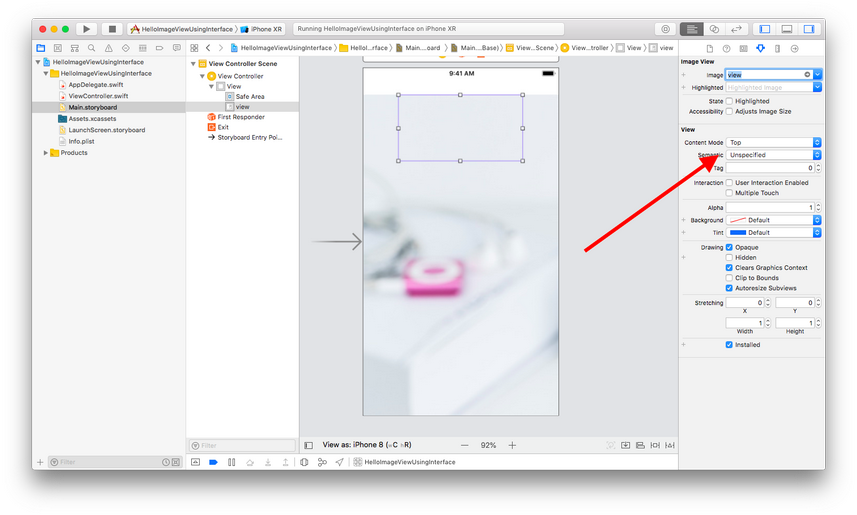 HelloImageViewUsingInterface
iPhone XR
Running HelloImageViewUsingInterface on iPhone XR
HelloImageViewUsingInterface
HelloI...rface
Main....oard
Main....Base)
View...Scene
View...troller
View
view
HelloImageViewUsingInterface
HelloImageViewUsingInterface
AppDelegate.swift
ViewController.swift
Main.storyboard
Assets.xcassets
LaunchScreen.storyboard
Info.plist
Products
View Controller Scene
View Controller
View
Safe Area
view
First Responder
Exit
Storyboard Entry Poi...
9:41 AM
Image View
Image view
Highlighted Highlighted Image
State Highlighted
Accessibility Adjusts Image Size
View
Content Mode Top
Semantic Unspecified
Tag 0
Interaction User Interaction Enabled
Multiple Touch
Alpha 1
Background Default
Tint Default
Drawing Opaque
Hidden
Clears Graphics Context
Clip to Bounds
Autoresize Subviews
Stretching 0 0
X Y
1 1
Width Height
Installed
Filter
Filter
View as: iPhone 8 (wC hR)
92%
HelloImageViewUsingInterface